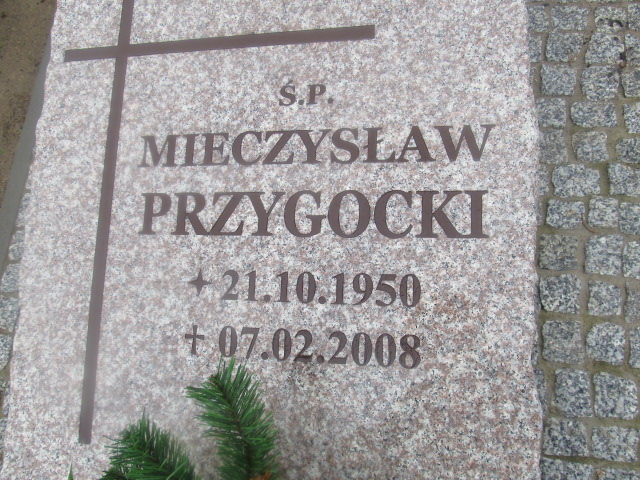 Ś.P.
MIECZYSŁAW
PRZYGOCKI
✦ 21.10.1950
✝ 07.02.2008